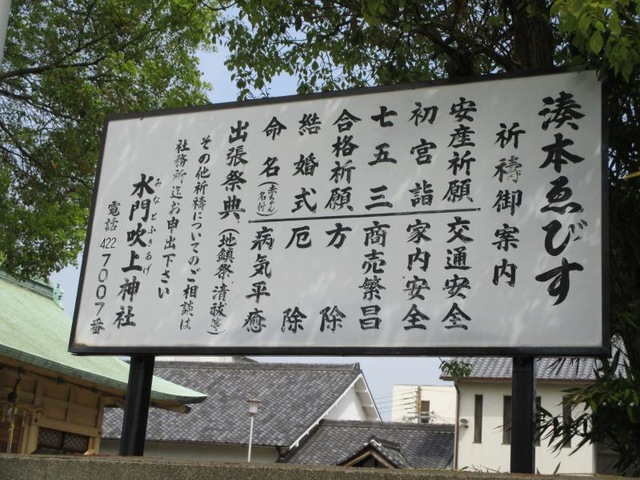 湊本ゑびす
祈祷御案内
安産祈願
初宮詣
七五三
合格祈願
結婚式
命名(赤ちゃん名付)
交通安全
家内安全
商売繁昌
方除
厄除
病気平癒
出張祭典(地鎮祭・清祓等)
その他祈祷についてのご相談は
社務所迄お申出下さい
水門吹上神社
みなとふきあげ
電話422-7007番